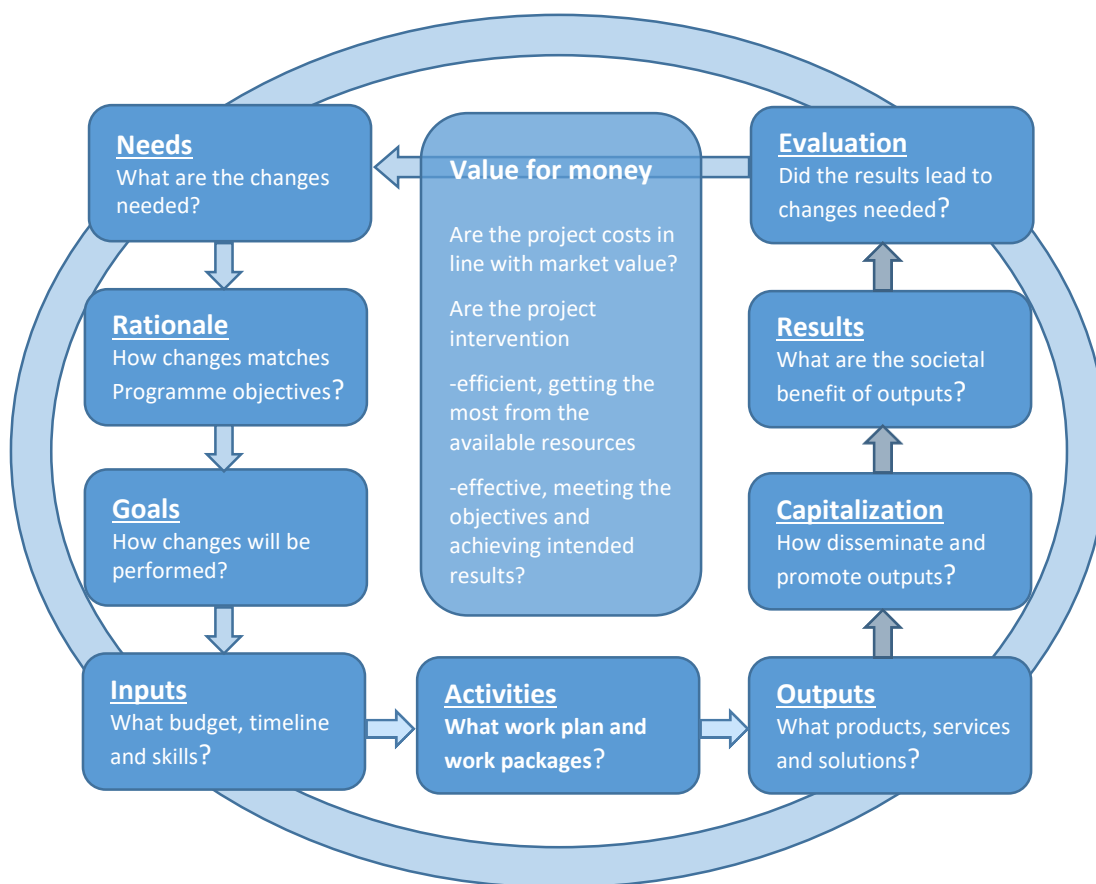 Needs
What are the changes
needed?
Rationale
How changes matches
Programme objectives?
Goals
How changes will be
performed?
Inputs
What budget, timeline
and skills?
Activities
What work plan and
work packages?
Outputs
What products, services
and solutions?
Capitalization
How disseminate and
promote outputs?
Results
What are the societal
benefit of outputs?
Evaluation
Did the results lead to
changes needed?
Value for money
Are the project costs in
line with market value?
Are the project
intervention
-efficient, getting the
most from the
available resources
-effective, meeting the
objectives and
achieving intended
results?